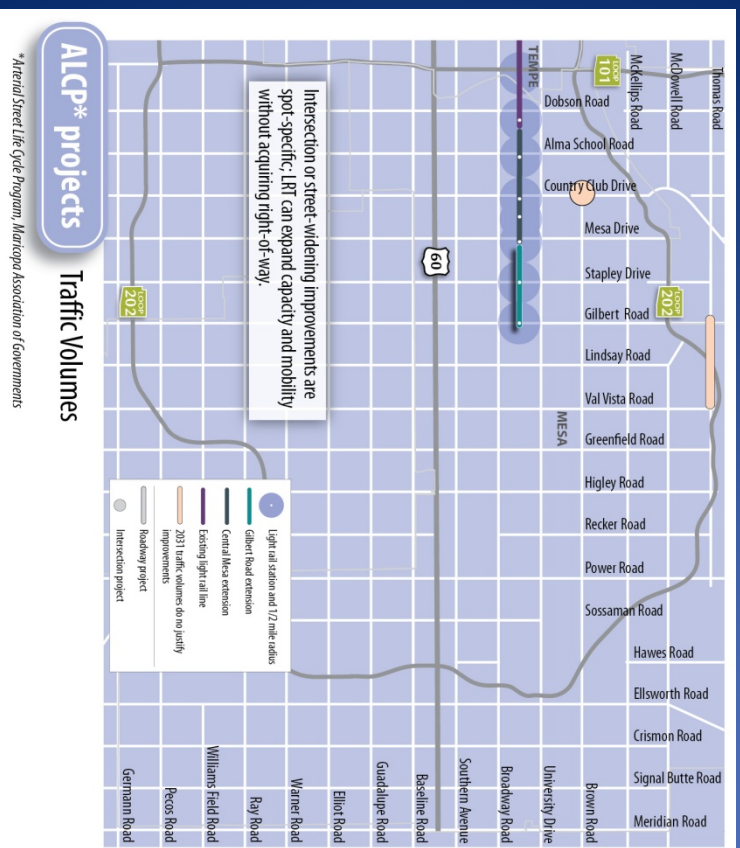 ALCP* projects
Traffic Volumes
*Arterial Street Life Cycle Program, Maricopa Association of Governments
Thomas Road
McDowell Road
McKellips Road
LOOP
101
TEMPE
Dobson Road
Alma School Road
Country Club Drive
Mesa Drive
Stapley Drive
Gilbert Road
LOOP
202
Lindsay Road
Val Vista Road
MESA
Greenfield Road
Higley Road
Recker Road
Power Road
Sossaman Road
Hawes Road
Ellsworth Road
Crismon Road
Signal Butte Road
Meridian Road
60
LOOP
202
Intersection or street-widening improvements are
spot-specific; LRT can expand capacity and mobility
without acquiring right-of-way.
Light rail station and 1/2 mile radius
Gilbert Road extension
Central Mesa extension
Existing light rail line
2031 traffic volumes do no justify
improvements
Roadway project
Intersection project
Brown Road
University Drive
Broadway Road
Southern Avenue
Baseline Road
Guadalupe Road
Elliot Road
Warner Road
Ray Road
Williams Field Road
Pecos Road
Germann Road